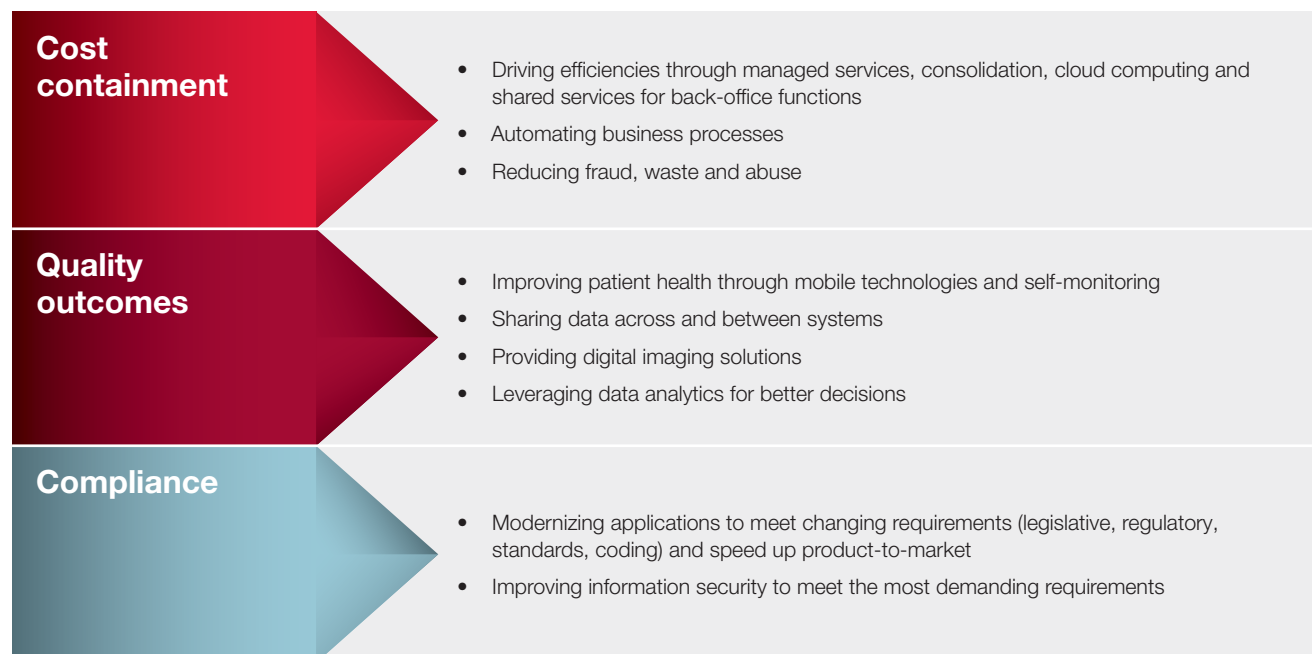 Cost
containment
• Driving efficiencies through managed services, consolidation, cloud computing and
shared services for back-office functions
• Automating business processes
• Reducing fraud, waste and abuse
Quality
outcomes
• Improving patient health through mobile technologies and self-monitoring
• Sharing data across and between systems
• Providing digital imaging solutions
• Leveraging data analytics for better decisions
Compliance
• Modernizing applications to meet changing requirements (legislative, regulatory,
standards, coding) and speed up product-to-market
• Improving information security to meet the most demanding requirements